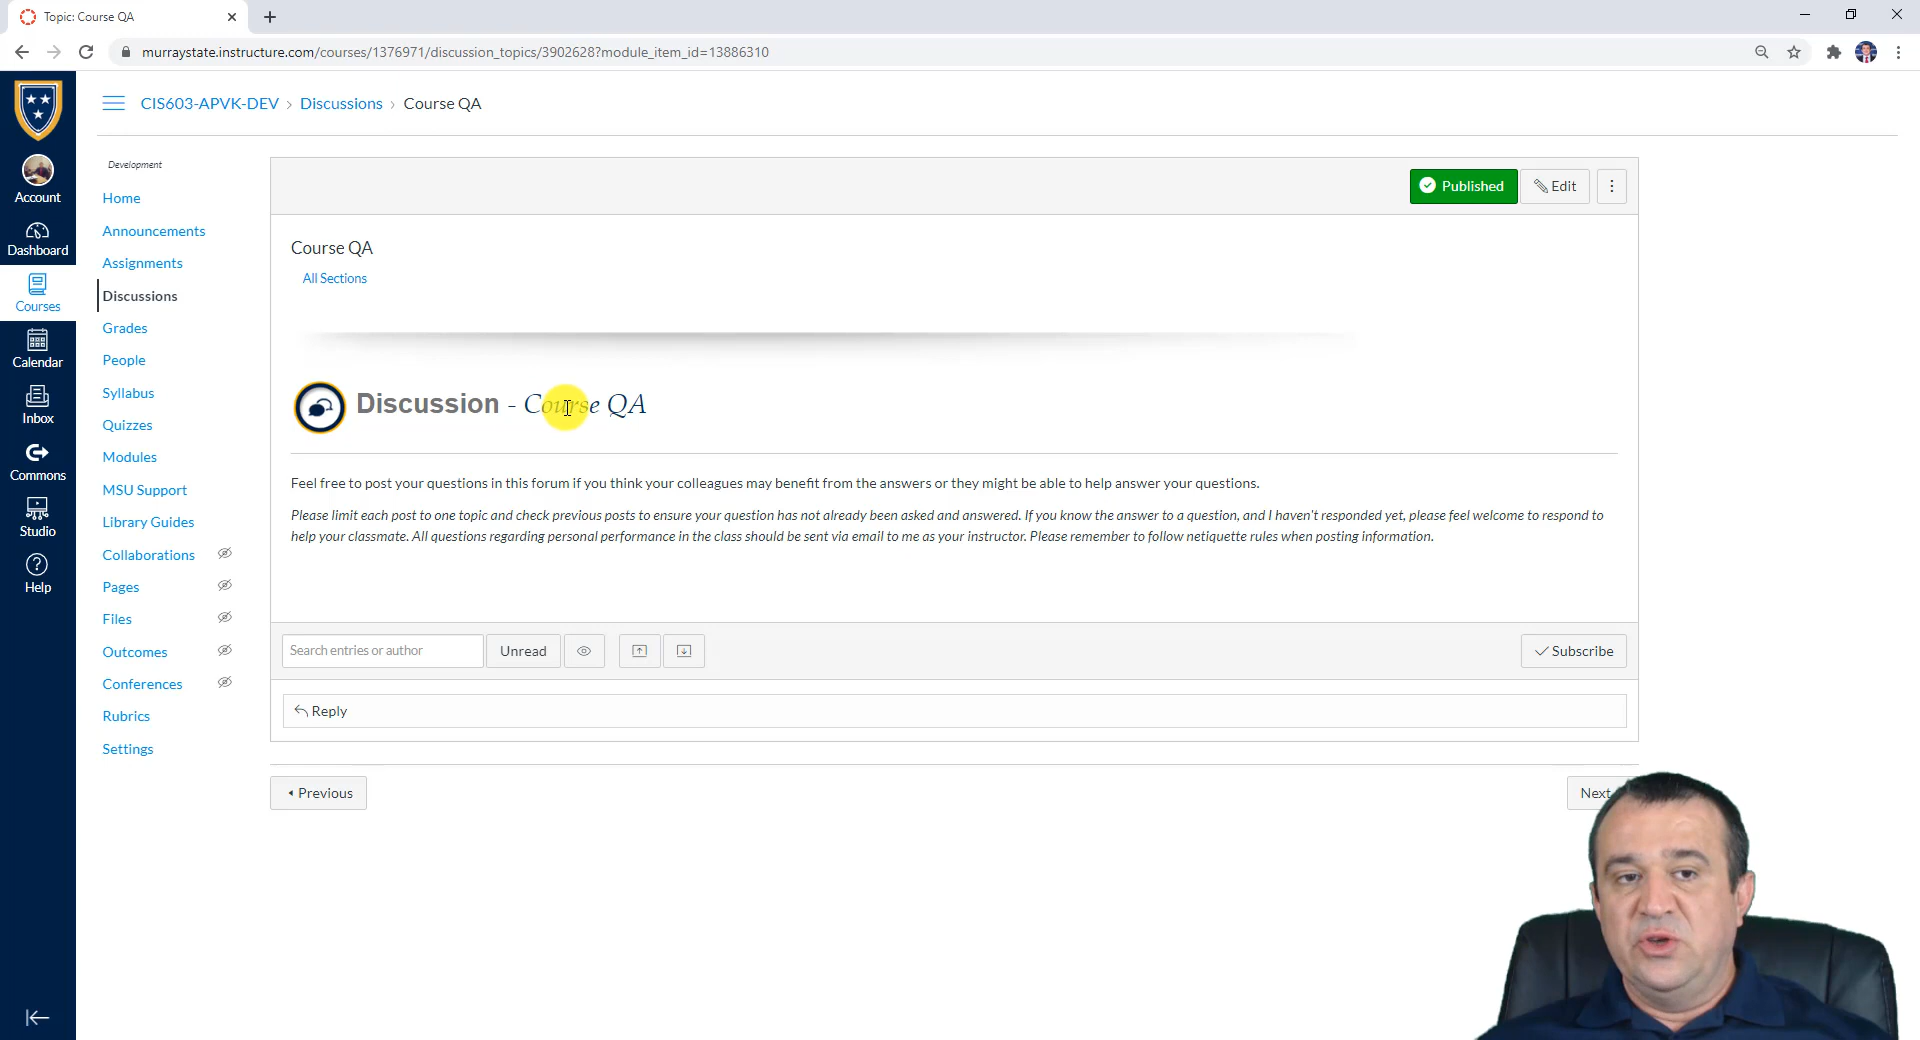 Topic: Course QA
murraystate.instructure.com/courses/1376971/discussion_topics/3902628?module_item_id=13886310
CIS603-APVK-DEV › Discussions › Course QA
Account
Dashboard
Courses
Calendar
Inbox
Commons
Studio
Help
Development
Home
Announcements
Assignments
Discussions
Grades
People
Syllabus
Quizzes
Modules
MSU Support
Library Guides
Collaborations
Pages
Files
Outcomes
Conferences
Rubrics
Settings
Published
Edit
Course QA
All Sections
Discussion - Course QA
Feel free to post your questions in this forum if you think your colleagues may benefit from the answers or they might be able to help answer your questions.
Please limit each post to one topic and check previous posts to ensure your question has not already been asked and answered. If you know the answer to a question, and I haven't responded yet, please feel welcome to respond to
help your classmate. All questions regarding personal performance in the class should be sent via email to me as your instructor. Please remember to follow netiquette rules when posting information.
Search entries or author
Unread
Subscribe
Reply
Previous
Next